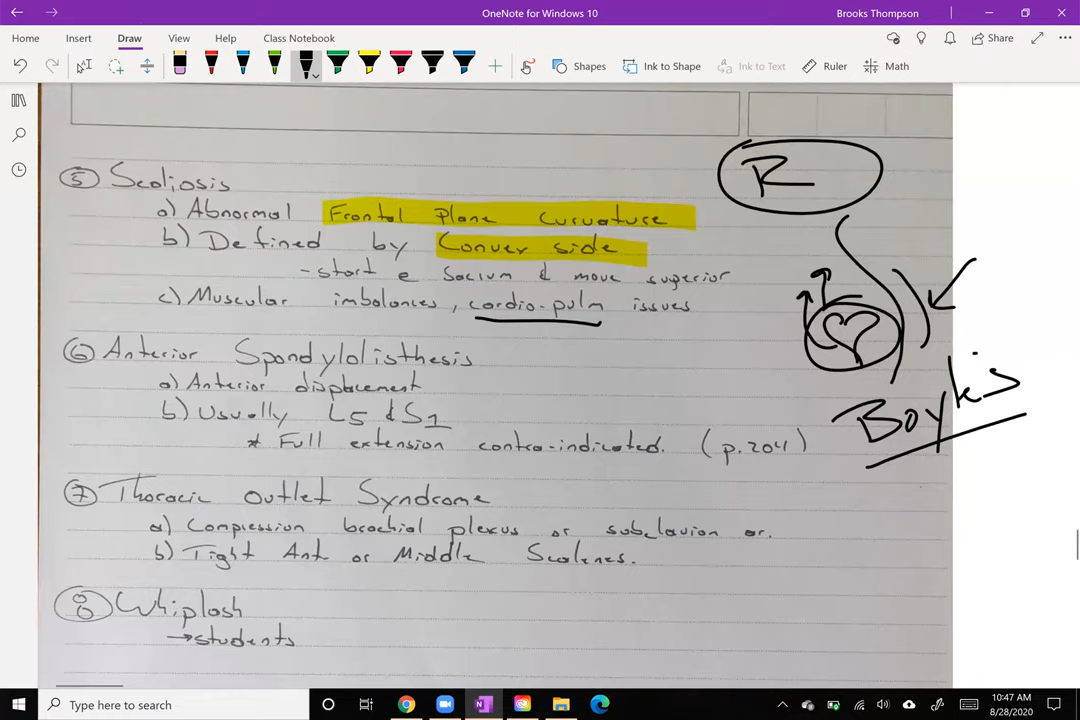 OneNote for Windows 10
Brooks Thompson
Home Insert Draw View Help Class Notebook
Share
Shapes Ink to Shape Ink to Text Ruler Math
R
5 Scoliosis
a) Abnormal Frontal Plane Curvature
b) Defined by Convex side
- start @ Sacrum & move superior
c) Muscular imbalances, cardio-pulm issues
6 Anterior Spondylolisthesis
a) Anterior displacement
b) Usually L5 & S1
* Full extension contra-indicated. (p.204)
Boyks
7 Thoracic Outlet Syndrome
a) Compression brachial plexus or subclavian ar.
b) Tight Ant or Middle Scalenes.
8 Whiplash
→ students
Type here to search
10:47 AM
8/28/2020